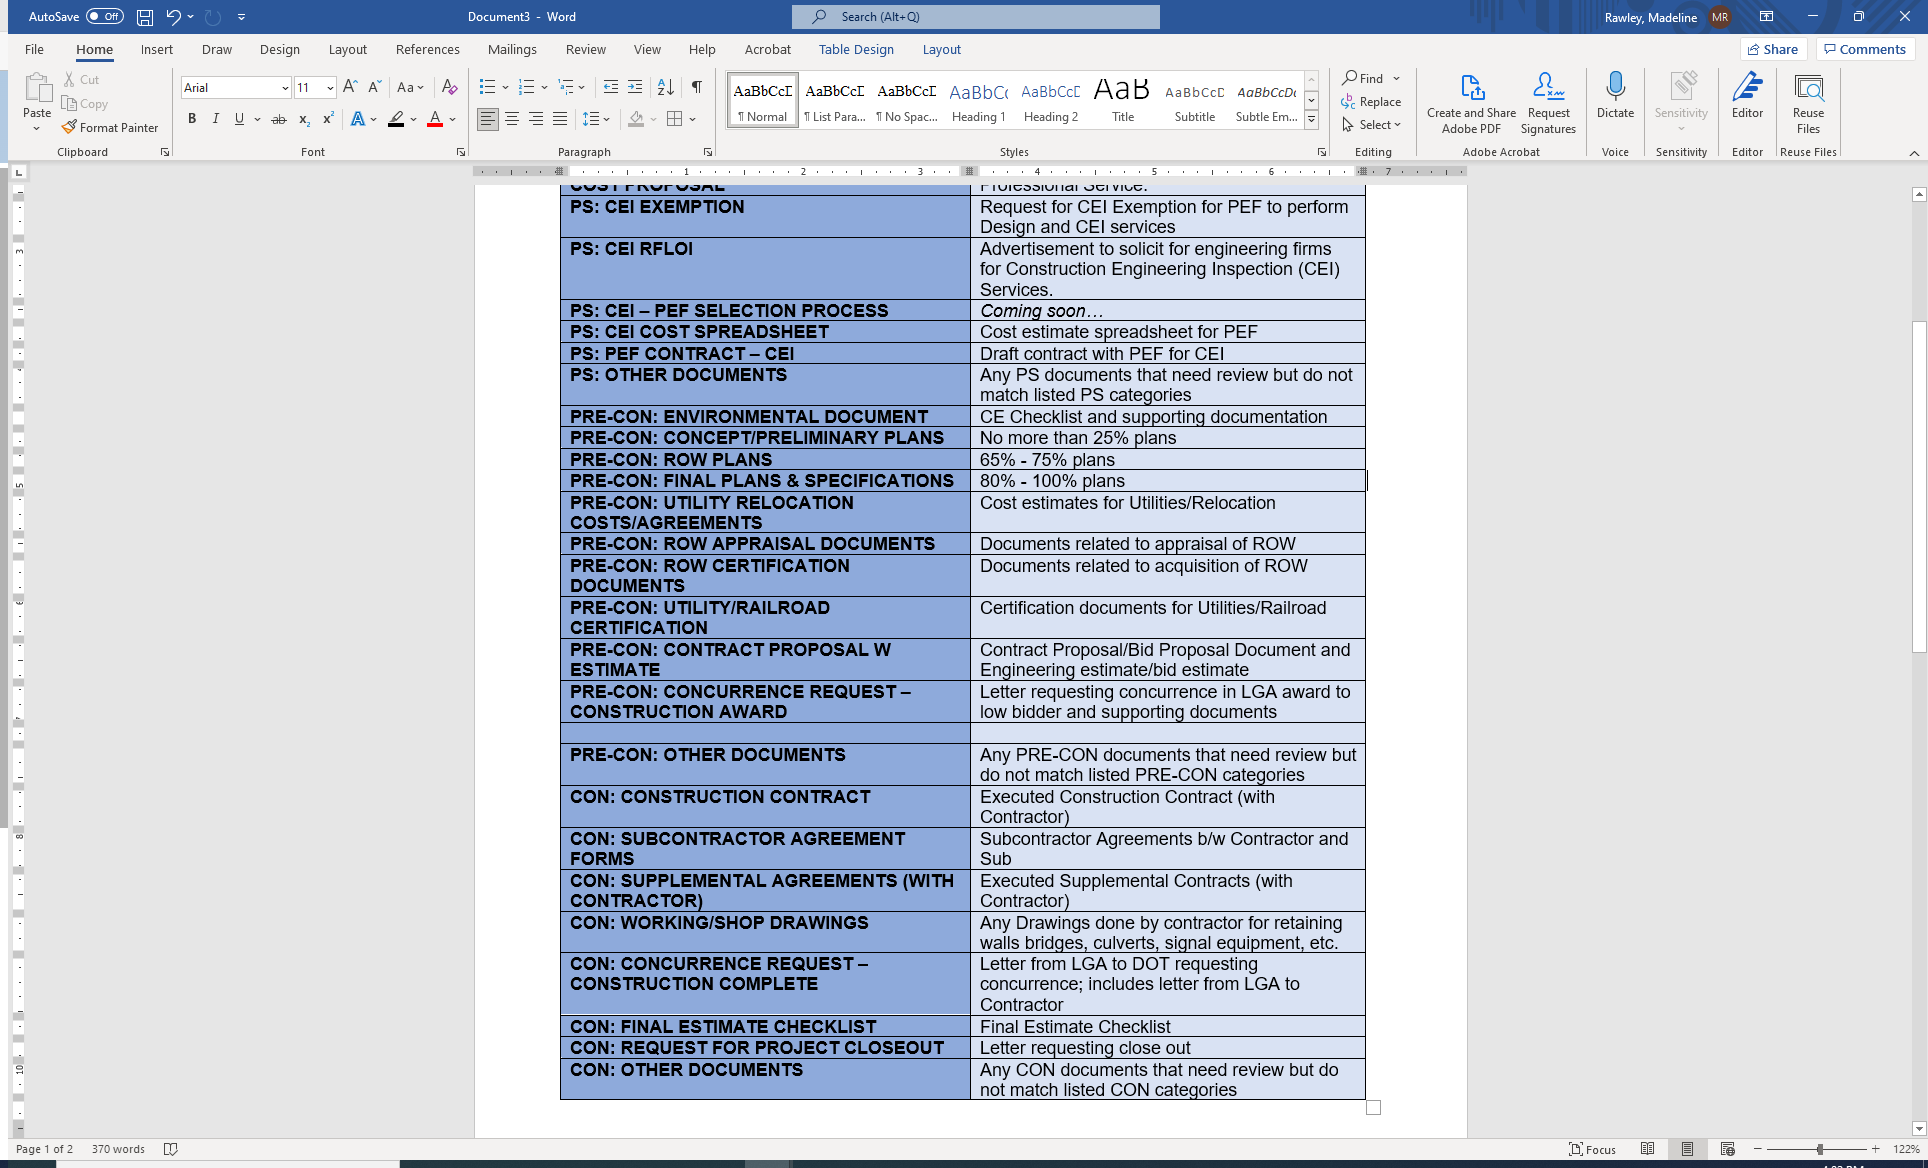 AutoSave Off Document3 - Word Search (Alt+Q) Rawley, Madeline MR
File Home Insert Draw Design Layout References Mailings Review View Help Acrobat Table Design Layout Share Comments
Paste Cut Copy Format Painter
Clipboard
Arial 11
Font
Paragraph
AaBbCcD AaBbCcD AaBbCcD AaBbCc AaBbCcD AaB AaBbCcD AaBbCcDc
¶ Normal ¶ List Para... ¶ No Spac... Heading 1 Heading 2 Title Subtitle Subtle Em...
Styles
Find
Replace
Select
Editing
Create and Share Adobe PDF
Request Signatures
Adobe Acrobat
Dictate
Voice
Sensitivity
Sensitivity
Editor
Editor
Reuse Files
Reuse Files
1 2 3 4 5 6 7
COST PROPOSAL
Professional Service.
PS: CEI EXEMPTION
Request for CEI Exemption for PEF to perform
Design and CEI services
PS: CEI RFLOI
Advertisement to solicit for engineering firms
for Construction Engineering Inspection (CEI)
Services.
PS: CEI – PEF SELECTION PROCESS
Coming soon…
PS: CEI COST SPREADSHEET
Cost estimate spreadsheet for PEF
PS: PEF CONTRACT – CEI
Draft contract with PEF for CEI
PS: OTHER DOCUMENTS
Any PS documents that need review but do not
match listed PS categories
PRE-CON: ENVIRONMENTAL DOCUMENT
CE Checklist and supporting documentation
PRE-CON: CONCEPT/PRELIMINARY PLANS
No more than 25% plans
PRE-CON: ROW PLANS
65% - 75% plans
PRE-CON: FINAL PLANS & SPECIFICATIONS
80% - 100% plans
PRE-CON: UTILITY RELOCATION
COSTS/AGREEMENTS
Cost estimates for Utilities/Relocation
PRE-CON: ROW APPRAISAL DOCUMENTS
Documents related to appraisal of ROW
PRE-CON: ROW CERTIFICATION
DOCUMENTS
Documents related to acquisition of ROW
PRE-CON: UTILITY/RAILROAD
CERTIFICATION
Certification documents for Utilities/Railroad
PRE-CON: CONTRACT PROPOSAL W
ESTIMATE
Contract Proposal/Bid Proposal Document and
Engineering estimate/bid estimate
PRE-CON: CONCURRENCE REQUEST –
CONSTRUCTION AWARD
Letter requesting concurrence in LGA award to
low bidder and supporting documents
PRE-CON: OTHER DOCUMENTS
Any PRE-CON documents that need review but
do not match listed PRE-CON categories
CON: CONSTRUCTION CONTRACT
Executed Construction Contract (with
Contractor)
CON: SUBCONTRACTOR AGREEMENT
FORMS
Subcontractor Agreements b/w Contractor and
Sub
CON: SUPPLEMENTAL AGREEMENTS (WITH
CONTRACTOR)
Executed Supplemental Contracts (with
Contractor)
CON: WORKING/SHOP DRAWINGS
Any Drawings done by contractor for retaining
walls bridges, culverts, signal equipment, etc.
CON: CONCURRENCE REQUEST –
CONSTRUCTION COMPLETE
Letter from LGA to DOT requesting
concurrence; includes letter from LGA to
Contractor
CON: FINAL ESTIMATE CHECKLIST
Final Estimate Checklist
CON: REQUEST FOR PROJECT CLOSEOUT
Letter requesting close out
CON: OTHER DOCUMENTS
Any CON documents that need review but do
not match listed CON categories
Page 1 of 2 370 words Focus 122%